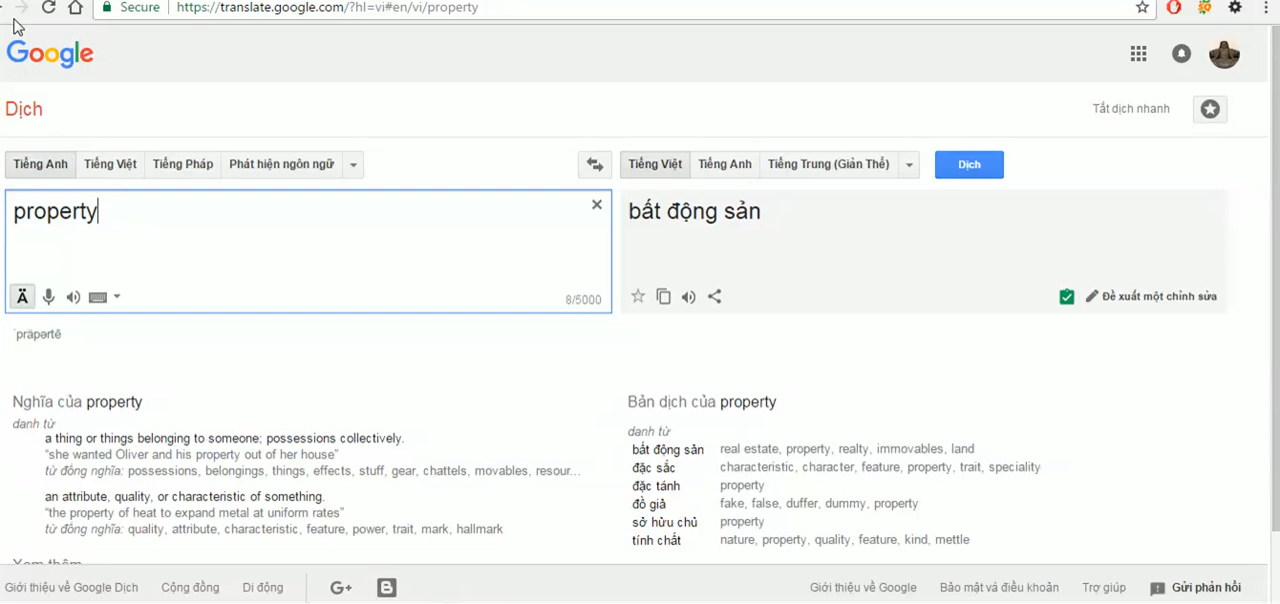 Secure https://translate.google.com/?hl=vi#en/vi/property
Google
Dịch
Tắt dịch nhanh
Tiếng Anh Tiếng Việt Tiếng Pháp Phát hiện ngôn ngữ
Tiếng Việt Tiếng Anh Tiếng Trung (Giản Thể) Dịch
property
Ä
8/5000
bất động sản
Đề xuất một chỉnh sửa
ˈpräpərtē
Nghĩa của property
danh từ
a thing or things belonging to someone; possessions collectively.
“she wanted Oliver and his property out of her house”
từ đồng nghĩa: possessions, belongings, things, effects, stuff, gear, chattels, movables, resour...
an attribute, quality, or characteristic of something.
“the property of heat to expand metal at uniform rates”
từ đồng nghĩa: quality, attribute, characteristic, feature, power, trait, mark, hallmark
Xem thêm
Bản dịch của property
danh từ
bất động sản real estate, property, realty, immovables, land
đặc sắc characteristic, character, feature, property, trait, speciality
đặc tánh property
đồ giả fake, false, duffer, dummy, property
sở hữu chủ property
tính chất nature, property, quality, feature, kind, mettle
Giới thiệu về Google Dịch Cộng đồng Di động G+ B
Giới thiệu về Google Bảo mật và điều khoản Trợ giúp Gửi phản hồi